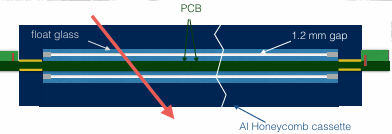 PCB
float glass
1.2 mm gap
Al Honeycomb cassette